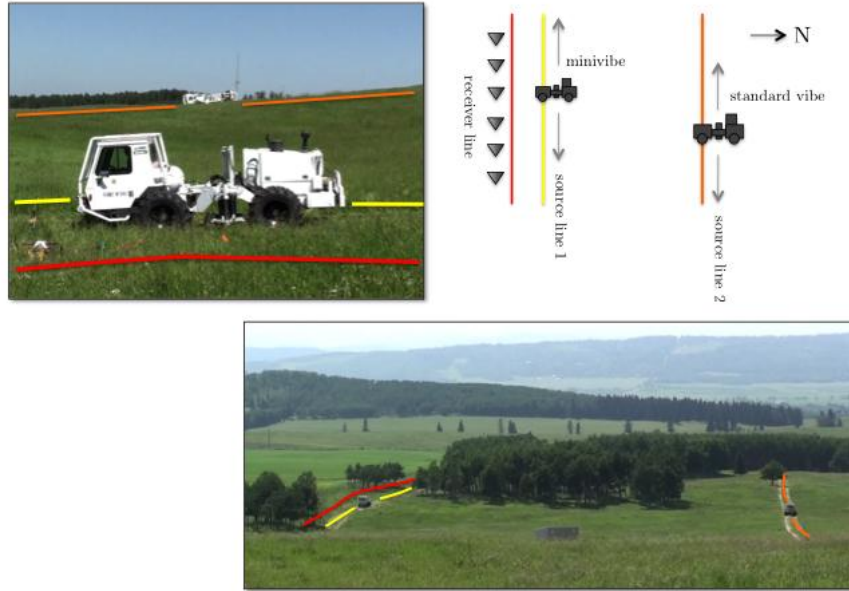 N
minivibe
standard vibe
receiver line
source line 1
source line 2